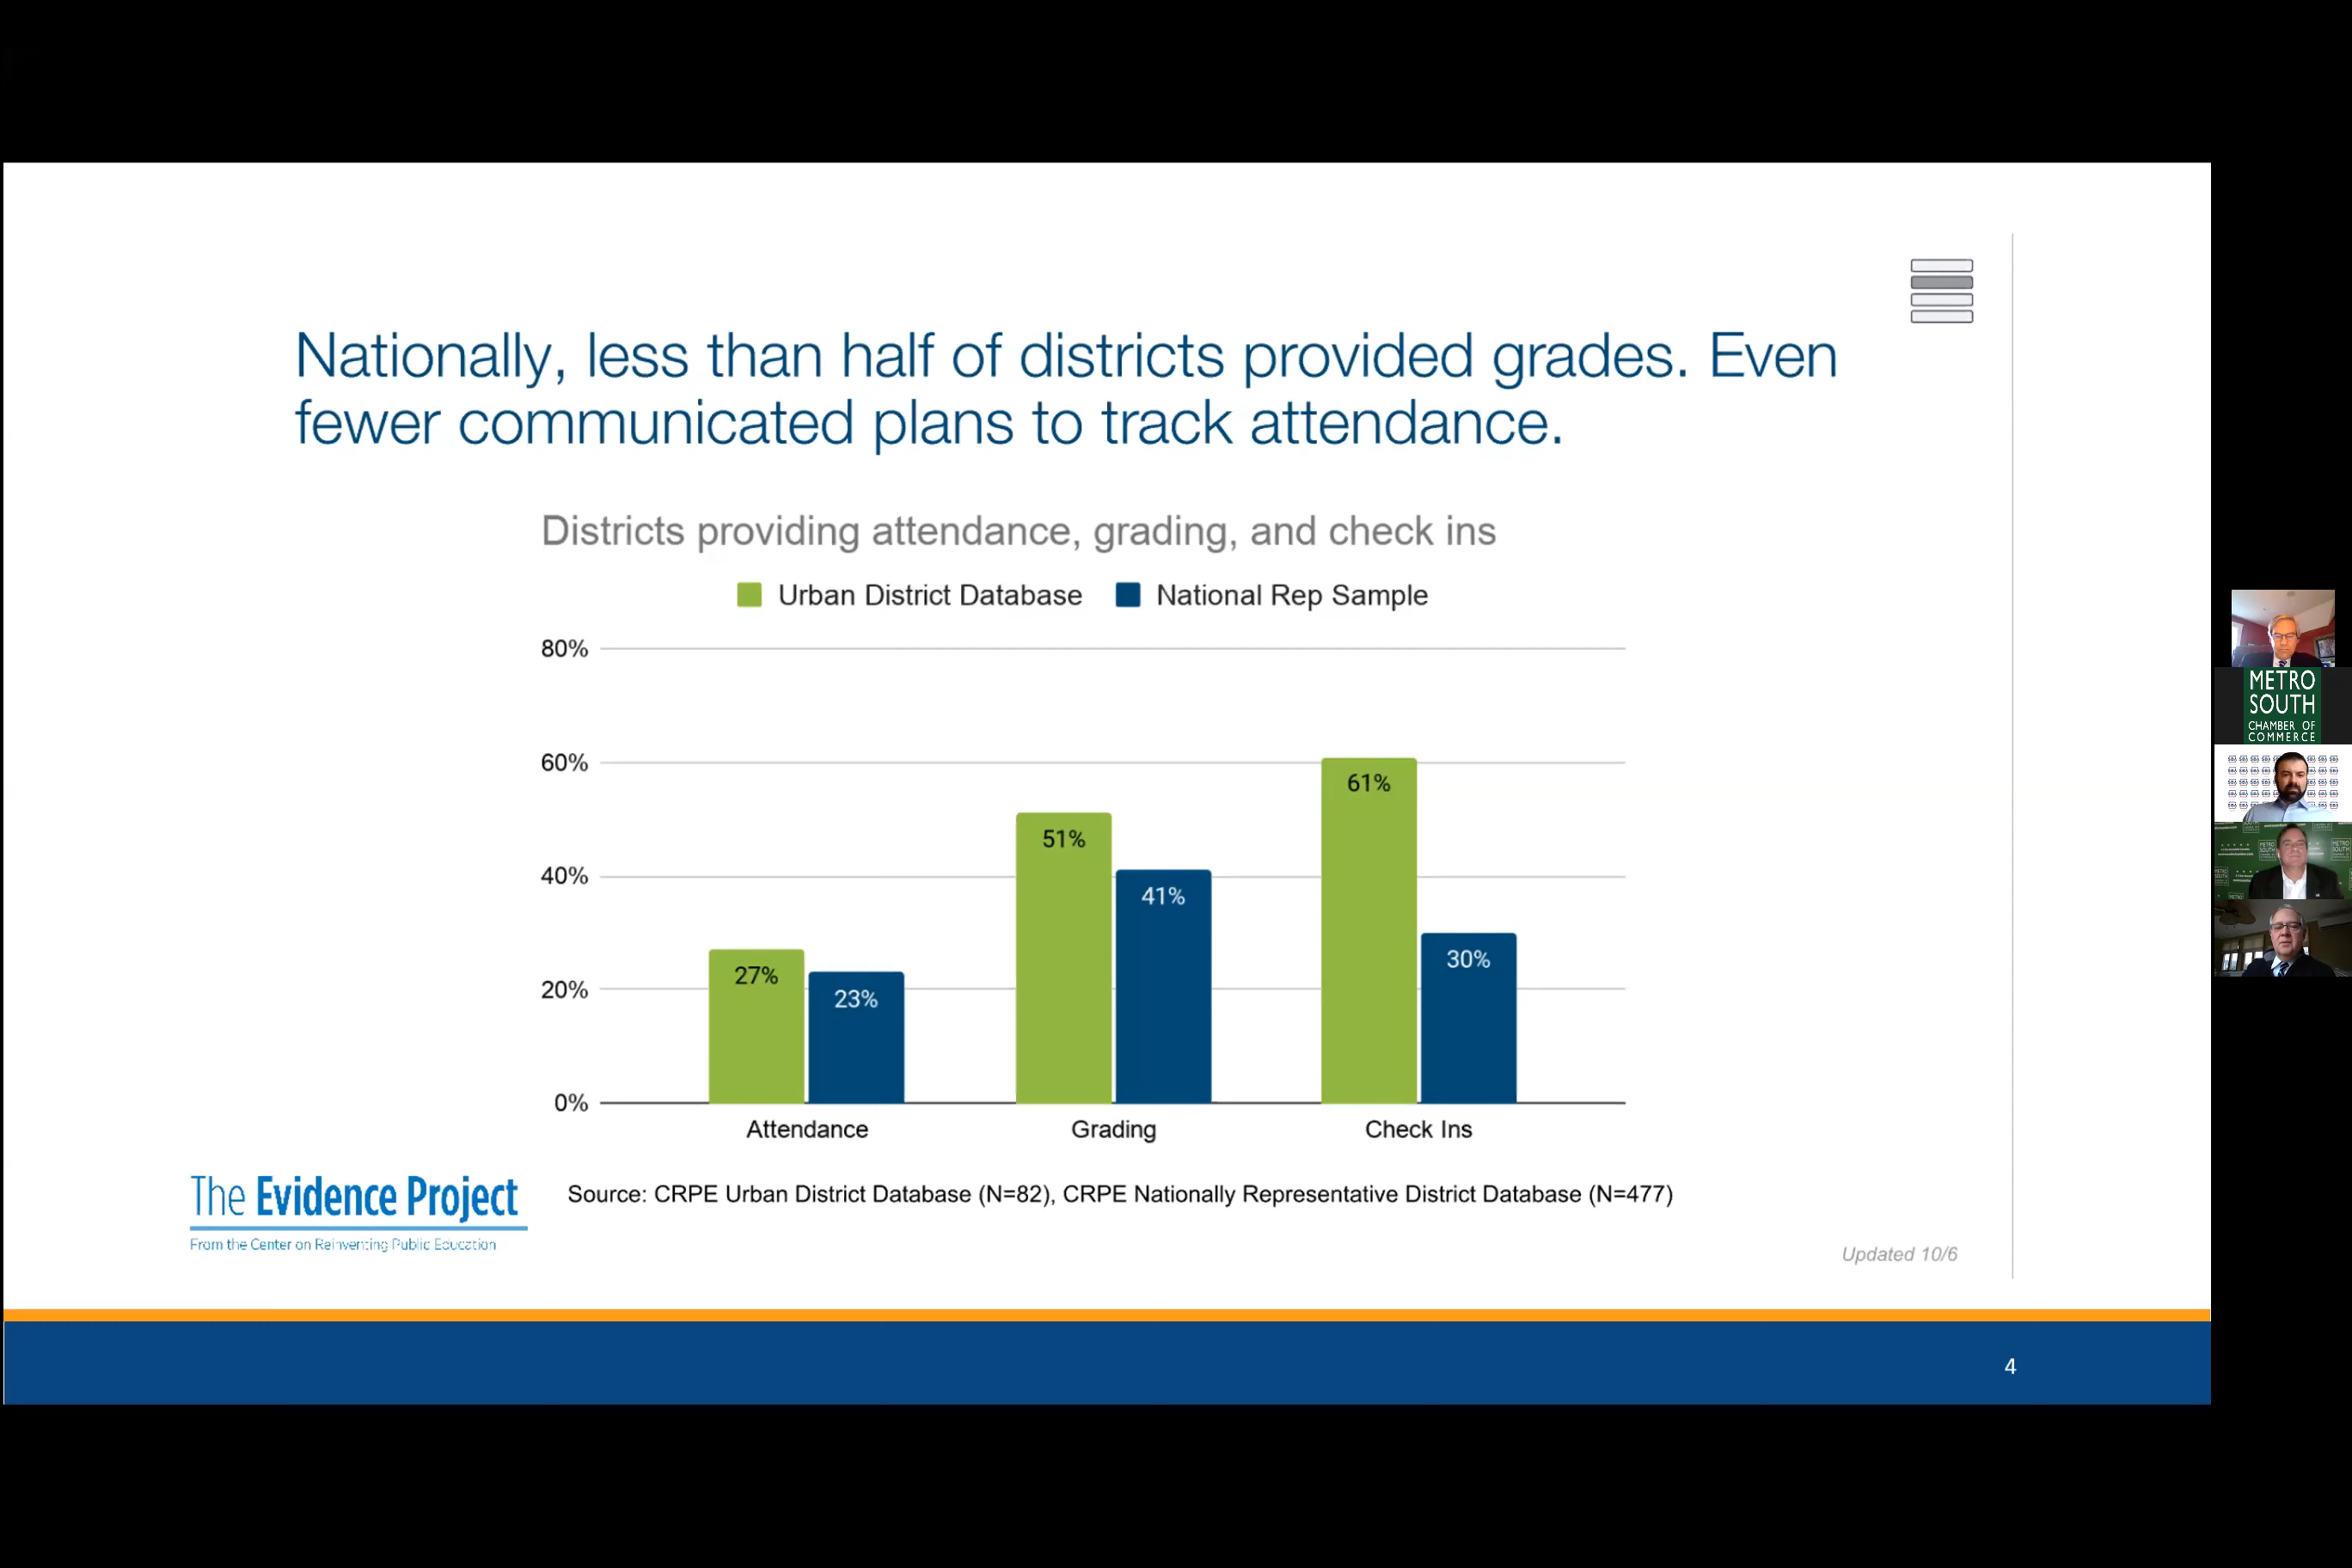 Nationally, less than half of districts provided grades. Even
fewer communicated plans to track attendance.
Districts providing attendance, grading, and check ins
Urban District Database
National Rep Sample
80%
60%
40%
20%
0%
27%
23%
51%
41%
61%
30%
Attendance
Grading
Check Ins
The Evidence Project
From the Center on Reinventing Public Education
Source: CRPE Urban District Database (N=82), CRPE Nationally Representative District Database (N=477)
Updated 10/6
4
METRO
SOUTH
CHAMBER OF
COMMERCE